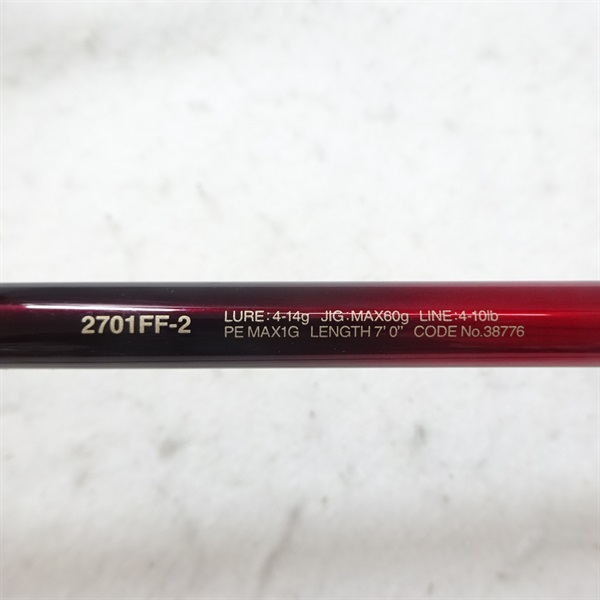 2701FF-2
LURE:4-14g JIG:MAX60g LINE:4-10lb
PE MAX1G LENGTH 7'0" CODE No.38776